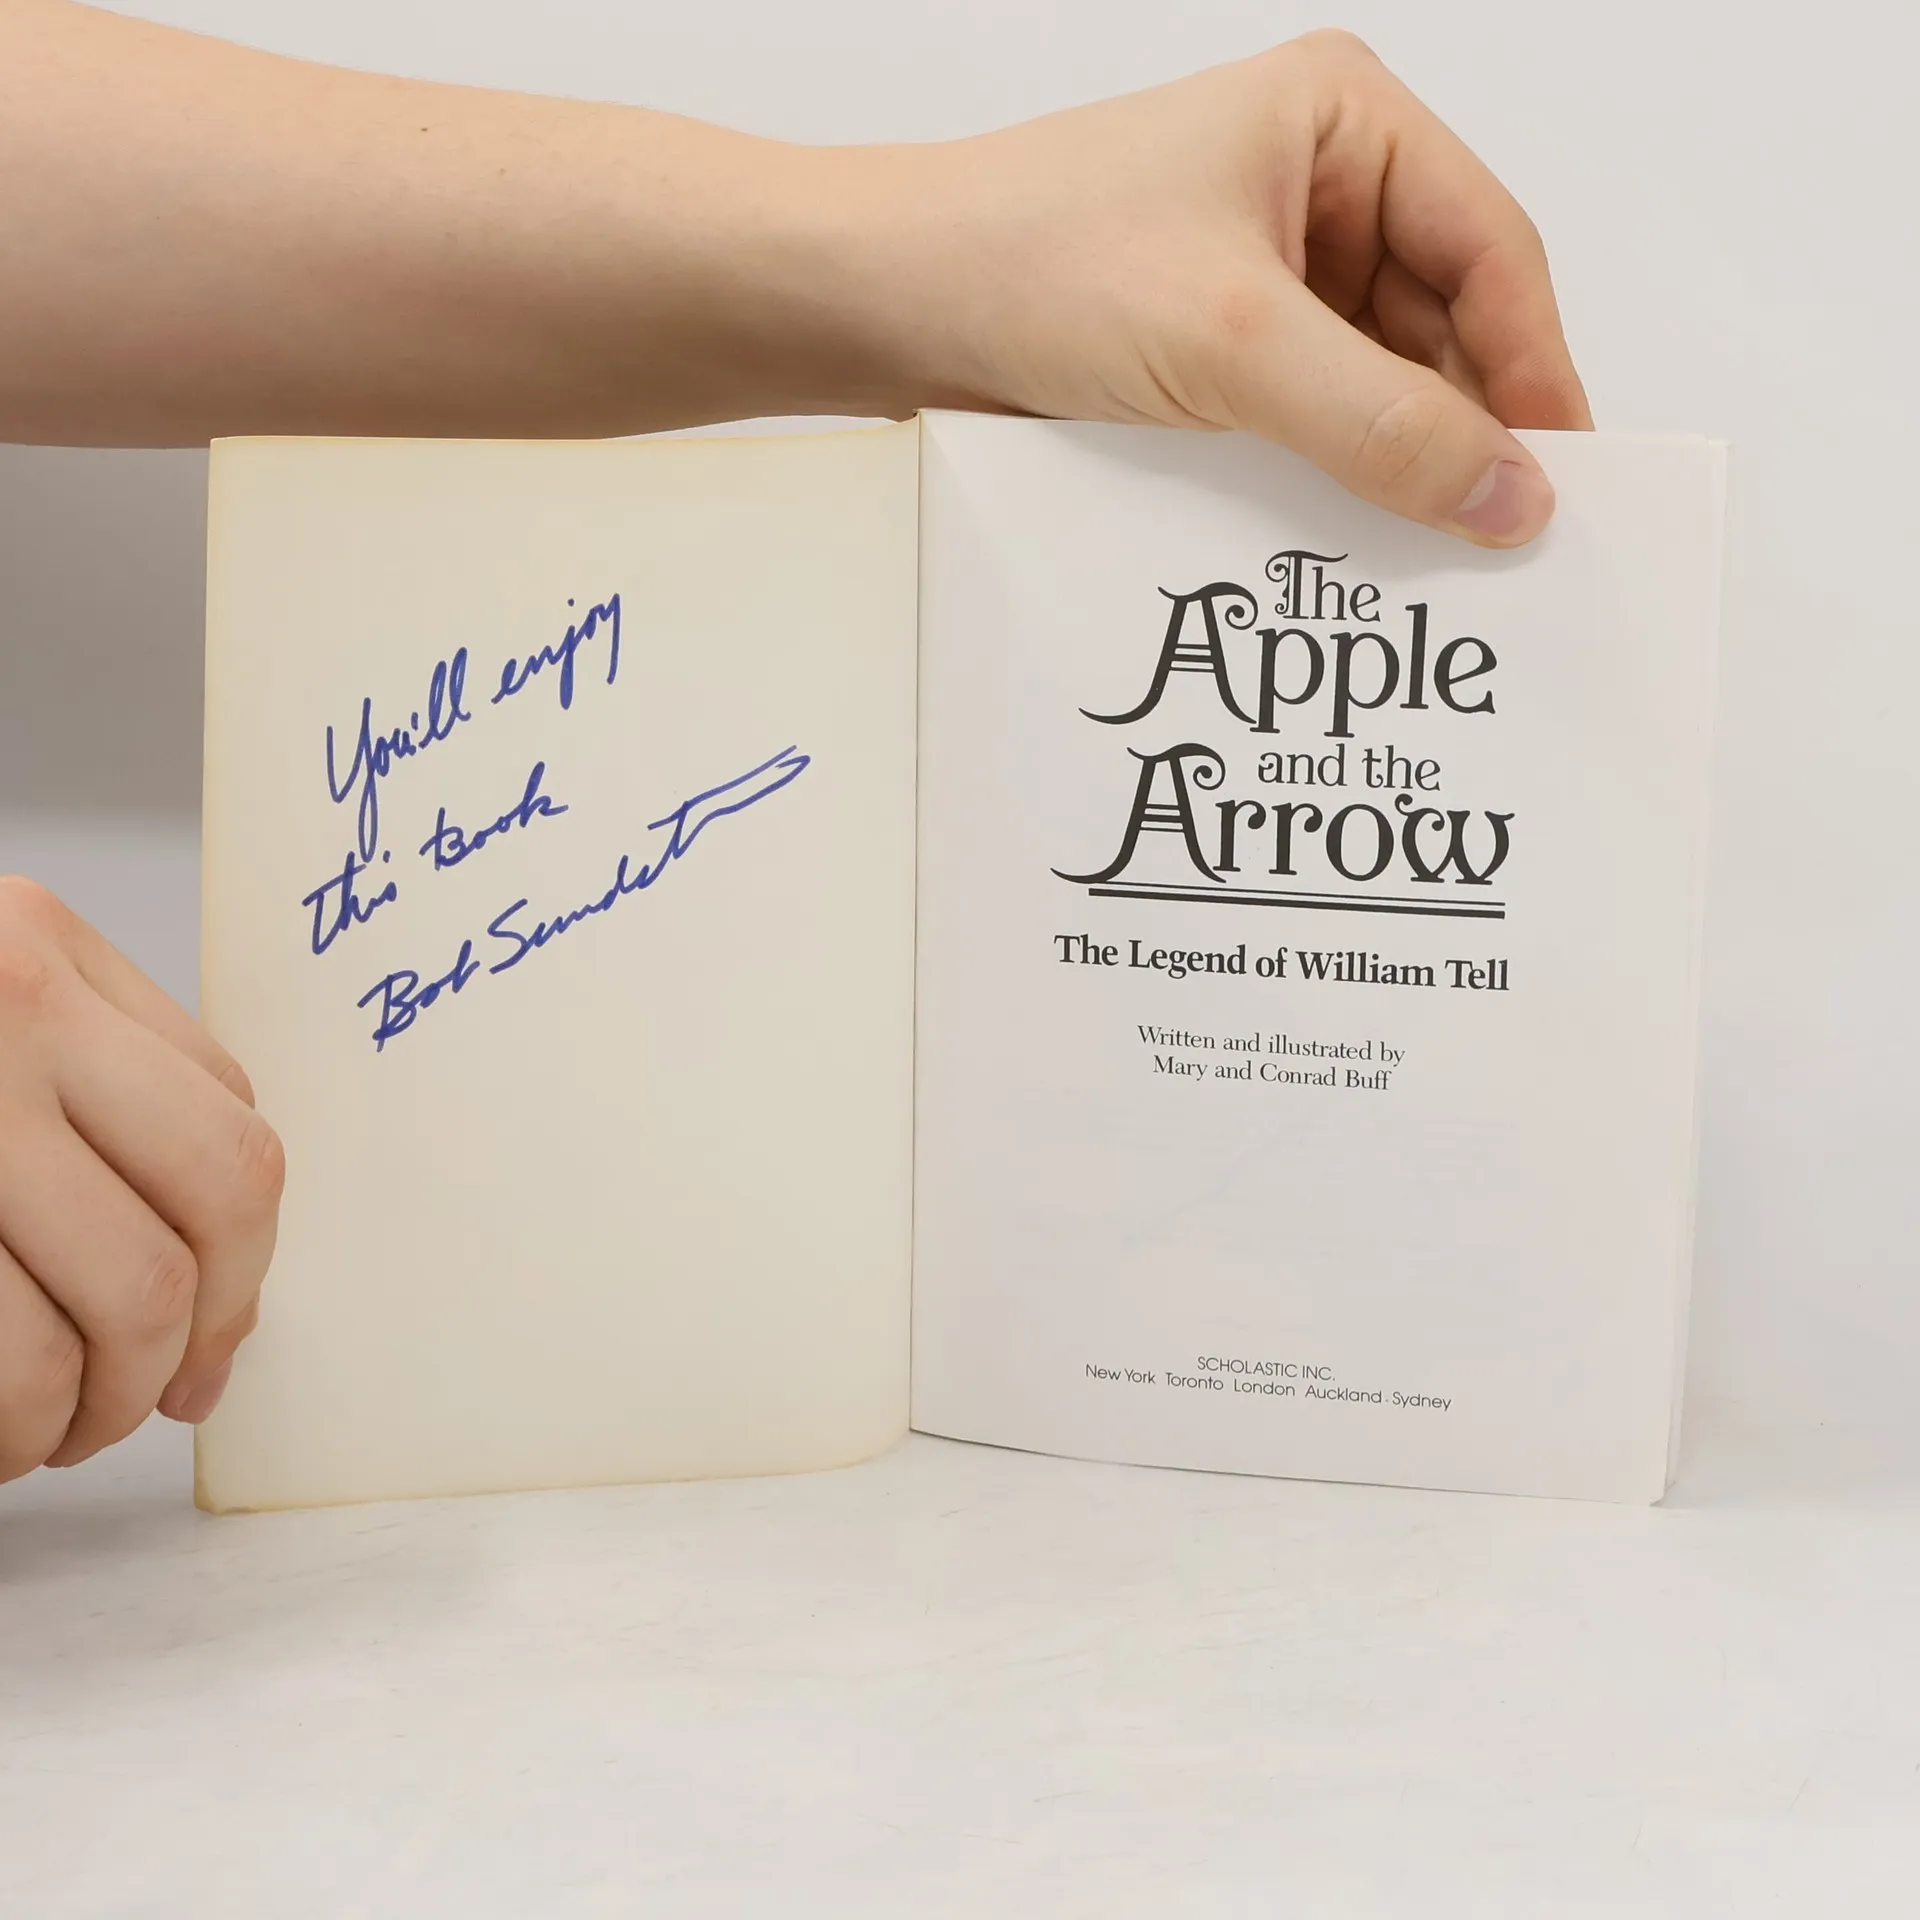 You'll enjoy
this book
Bob
The
Apple
and the
Arrow
The Legend of William Tell
Written and illustrated by
Mary and Conrad Buff
SCHOLASTIC INC.
New York Toronto London Auckland Sydney